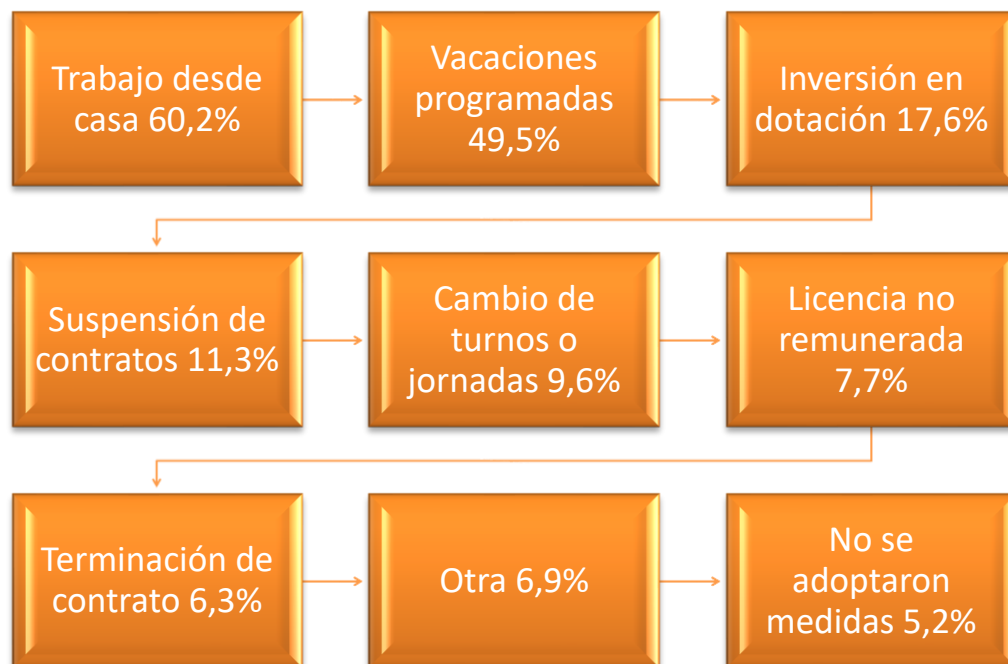 Trabajo desde
casa 60,2%
Vacaciones
programadas
49,5%
Inversión en
dotación 17,6%
Suspensión de
contratos 11,3%
Cambio de
turnos o
jornadas 9,6%
Licencia no
remunerada
7,7%
Terminación de
contrato 6,3%
Otra 6,9%
No se
adoptaron
medidas 5,2%